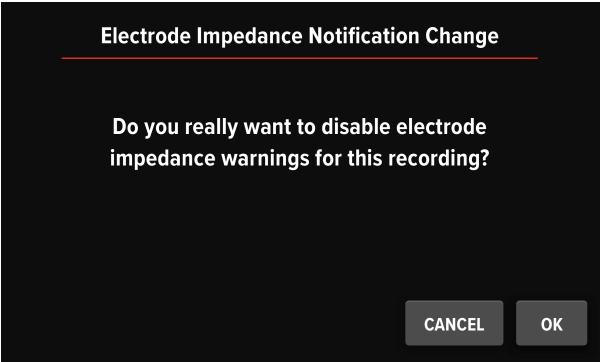 Electrode Impedance Notification Change
Do you really want to disable electrode
impedance warnings for this recording?
CANCEL OK